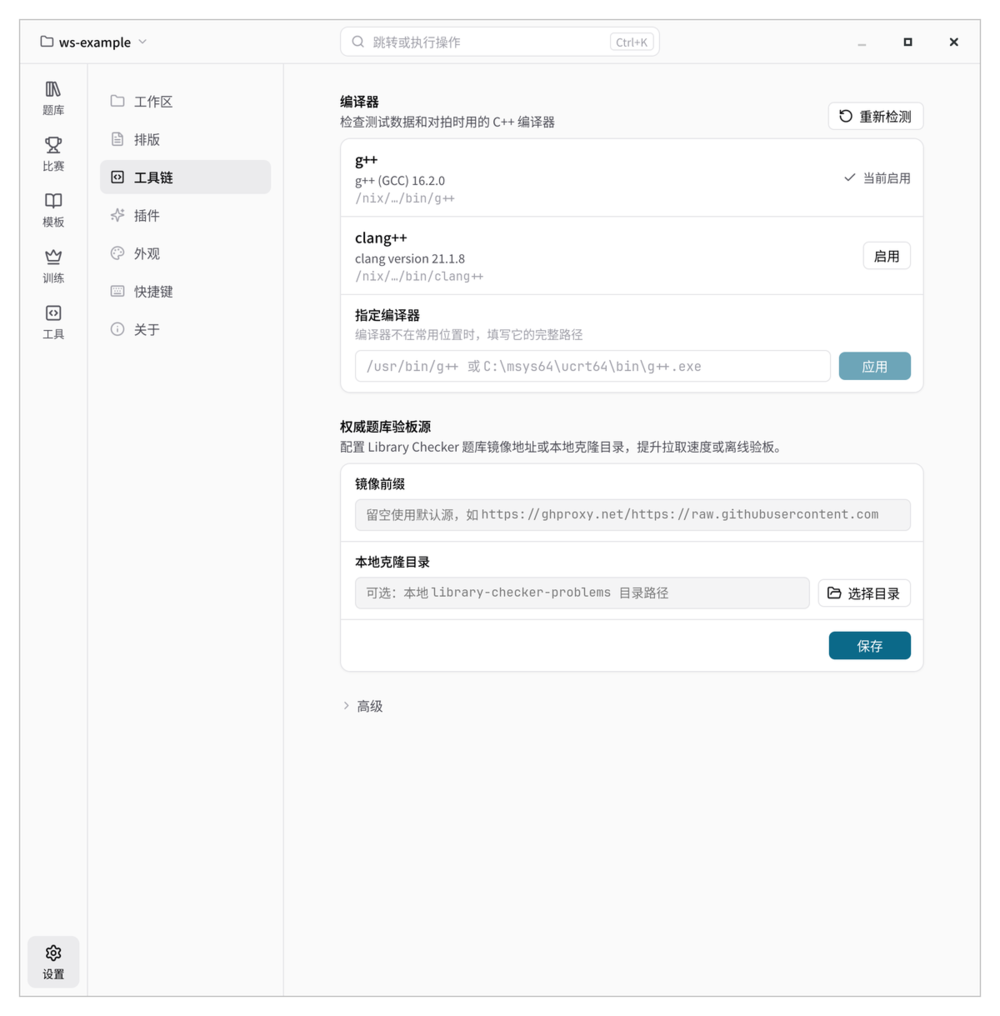 ws-example
跳转或执行操作
Ctrl+K
题库
比赛
模板
训练
工具
设置
工作区
排版
工具链
插件
外观
快捷键
关于
编译器
检查测试数据和对拍时用的 C++ 编译器
重新检测
g++
g++ (GCC) 16.2.0
/nix/…/bin/g++
当前启用
clang++
clang version 21.1.8
/nix/…/bin/clang++
启用
指定编译器
编译器不在常用位置时，填写它的完整路径
/usr/bin/g++ 或 C:\msys64\ucrt64\bin\g++.exe
应用
权威题库验板源
配置 Library Checker 题库镜像地址或本地克隆目录，提升拉取速度或离线验板。
镜像前缀
留空使用默认源，如 https://ghproxy.net/https://raw.githubusercontent.com
本地克隆目录
可选：本地 library-checker-problems 目录路径
选择目录
保存
高级